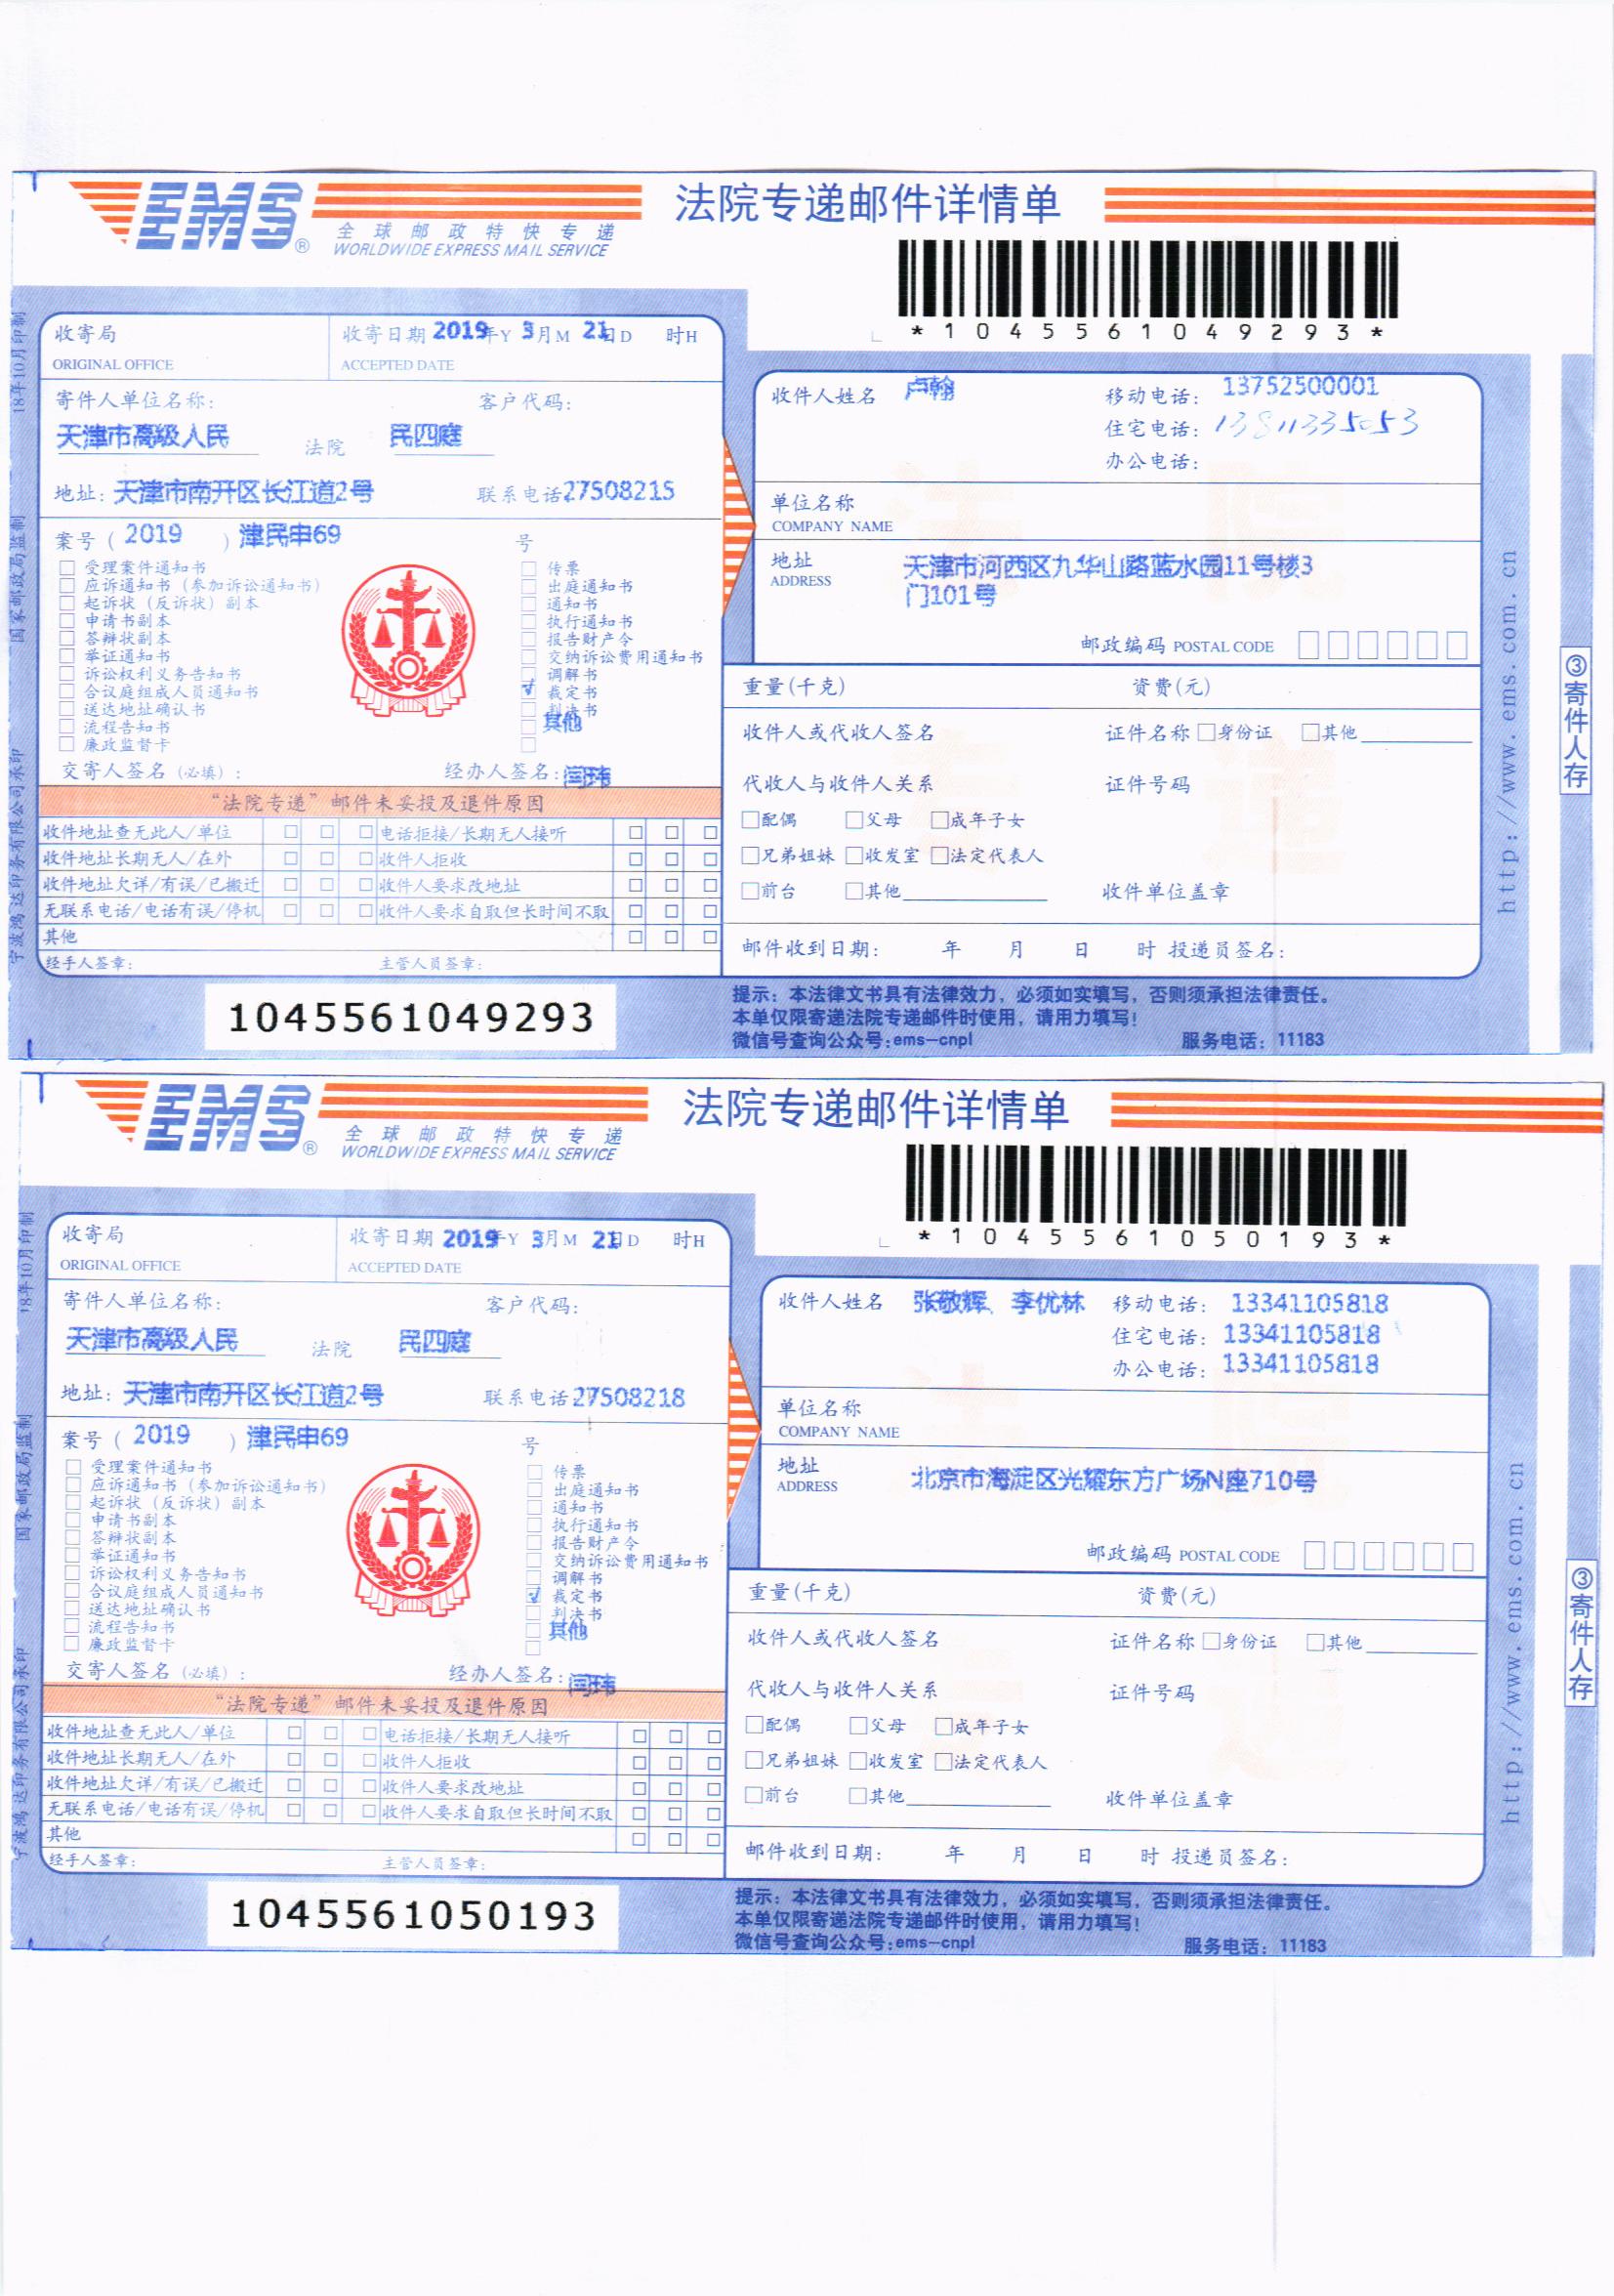 EMS®
全球邮政特快专递
WORLDWIDE EXPRESS MAIL SERVICE
法院专递邮件详情单
*1045561049293*
收寄局
ORIGINAL OFFICE
收寄日期 2019年Y 3月M 21日D 时H
ACCEPTED DATE
寄件人单位名称: 客户代码:
天津市高级人民 法院 民四庭
地址: 天津市南开区长江道2号 联系电话27508215
案号( 2019 ) 津民申69 号
受理案件通知书
应诉通知书(参加诉讼通知书)
起诉状(反诉状)副本
申请书副本
答辩状副本
举证通知书
诉讼权利义务告知书
合议庭组成人员通知书
送达地址确认书
流程告知书
廉政监督卡
传票
出庭通知书
通知书
执行通知书
报告财产令
交纳诉讼费用通知书
调解书
√ 裁定书
判决书
其他
交寄人签名(必填): 经办人签名: 闫玮
“法院专递”邮件未妥投及退件原因
收件地址查无此人/单位 □ □ □ 电话拒接/长期无人接听 □ □ □
收件地址长期无人/在外 □ □ □ 收件人拒收 □ □ □
收件地址欠详/有误/已搬迁 □ □ □ 收件人要求改地址 □ □ □
无联系电话/电话有误/停机 □ □ □ 收件人要求自取但长时间不取 □ □ □
其他 □ □ □
经手人签章: 主管人员签章:
1045561049293
收件人姓名 卢翰 移动电话: 13752500001
住宅电话: 13811335053
办公电话:
单位名称
COMPANY NAME
地址
ADDRESS
天津市河西区九华山路蓝水园11号楼3
门101号
邮政编码 POSTAL CODE □□□□□□
重量(千克) 资费(元)
收件人或代收人签名 证件名称 □身份证 □其他
代收人与收件人关系 证件号码
□配偶 □父母 □成年子女
□兄弟姐妹 □收发室 □法定代表人
□前台 □其他 收件单位盖章
邮件收到日期: 年 月 日 时 投递员签名:
提示: 本法律文书具有法律效力, 必须如实填写, 否则须承担法律责任。
本单仅限寄递法院专递邮件时使用, 请用力填写!
微信号查询公众号:ems-cnpl 服务电话: 11183
http://www.ems.com.cn
③寄件人存
18年10月印制
国家邮政局监制
宁波鸿达印务有限公司承印
EMS®
全球邮政特快专递
WORLDWIDE EXPRESS MAIL SERVICE
法院专递邮件详情单
*1045561050193*
收寄局
ORIGINAL OFFICE
收寄日期 2019年Y 3月M 21日D 时H
ACCEPTED DATE
寄件人单位名称: 客户代码:
天津市高级人民 法院 民四庭
地址: 天津市南开区长江道2号 联系电话27508218
案号( 2019 ) 津民申69 号
受理案件通知书
应诉通知书(参加诉讼通知书)
起诉状(反诉状)副本
申请书副本
答辩状副本
举证通知书
诉讼权利义务告知书
合议庭组成人员通知书
送达地址确认书
流程告知书
廉政监督卡
传票
出庭通知书
通知书
执行通知书
报告财产令
交纳诉讼费用通知书
调解书
√ 裁定书
判决书
其他
交寄人签名(必填): 经办人签名: 闫玮
“法院专递”邮件未妥投及退件原因
收件地址查无此人/单位 □ □ □ 电话拒接/长期无人接听 □ □ □
收件地址长期无人/在外 □ □ □ 收件人拒收 □ □ □
收件地址欠详/有误/已搬迁 □ □ □ 收件人要求改地址 □ □ □
无联系电话/电话有误/停机 □ □ □ 收件人要求自取但长时间不取 □ □ □
其他 □ □ □
经手人签章: 主管人员签章:
1045561050193
收件人姓名 张敬辉、李优林 移动电话: 13341105818
住宅电话: 13341105818
办公电话: 13341105818
单位名称
COMPANY NAME
地址
ADDRESS
北京市海淀区光耀东方广场N座710号
邮政编码 POSTAL CODE □□□□□□
重量(千克) 资费(元)
收件人或代收人签名 证件名称 □身份证 □其他
代收人与收件人关系 证件号码
□配偶 □父母 □成年子女
□兄弟姐妹 □收发室 □法定代表人
□前台 □其他 收件单位盖章
邮件收到日期: 年 月 日 时 投递员签名:
提示: 本法律文书具有法律效力, 必须如实填写, 否则须承担法律责任。
本单仅限寄递法院专递邮件时使用, 请用力填写!
微信号查询公众号:ems-cnpl 服务电话: 11183
http://www.ems.com.cn
③寄件人存
18年10月印制
国家邮政局监制
宁波鸿达印务有限公司承印